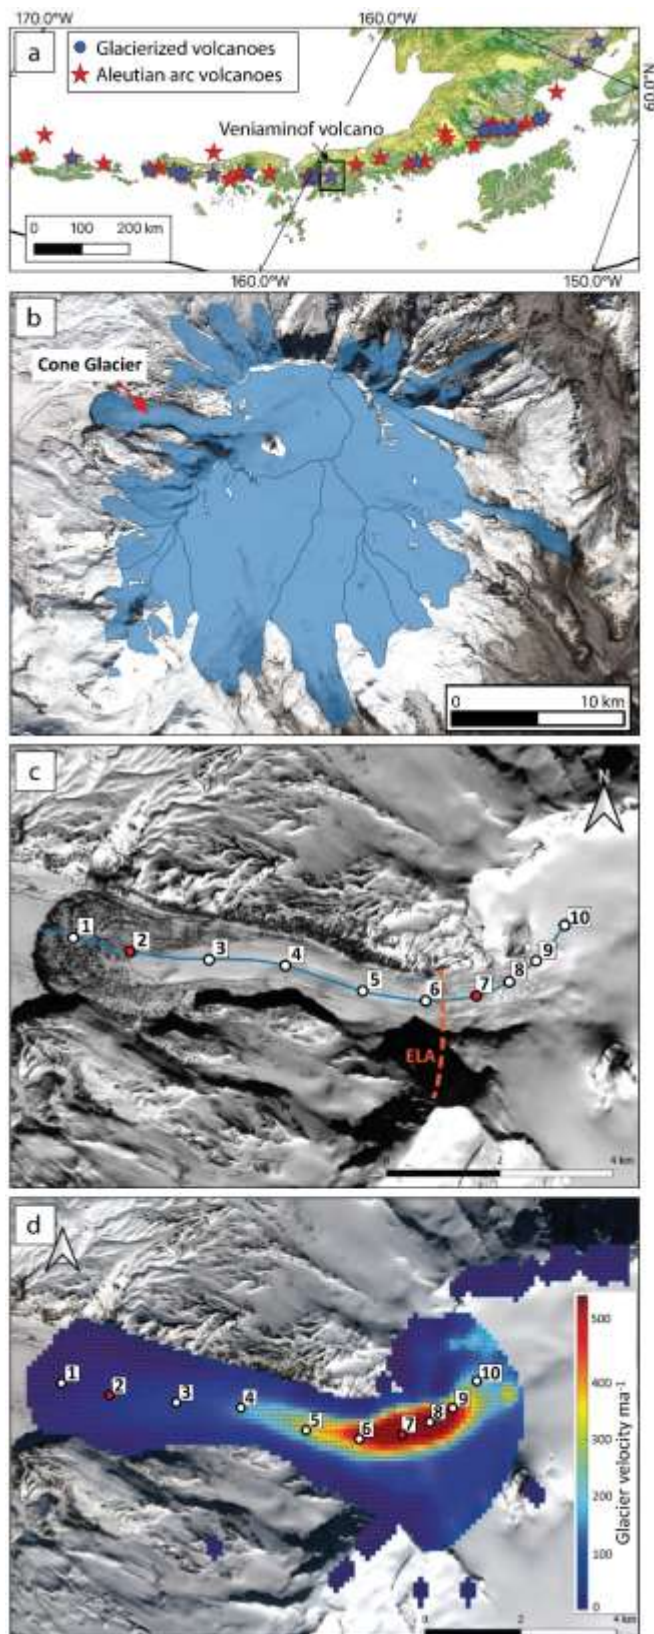 170.0°W 160.0°W
a
Glacierized volcanoes
Aleutian arc volcanoes
Veniaminof volcano
60.0°N
0 100 200 km
160.0°W 150.0°W
b
Cone Glacier
0 10 km
c
N
1
2
3
4
5
6
7
8
9
10
ELA
0 2 4 km
d
1
2
3
4
5
6
7
8
9
10
500
400
300
200
100
0
Glacier velocity ma⁻¹
0 2 4 km